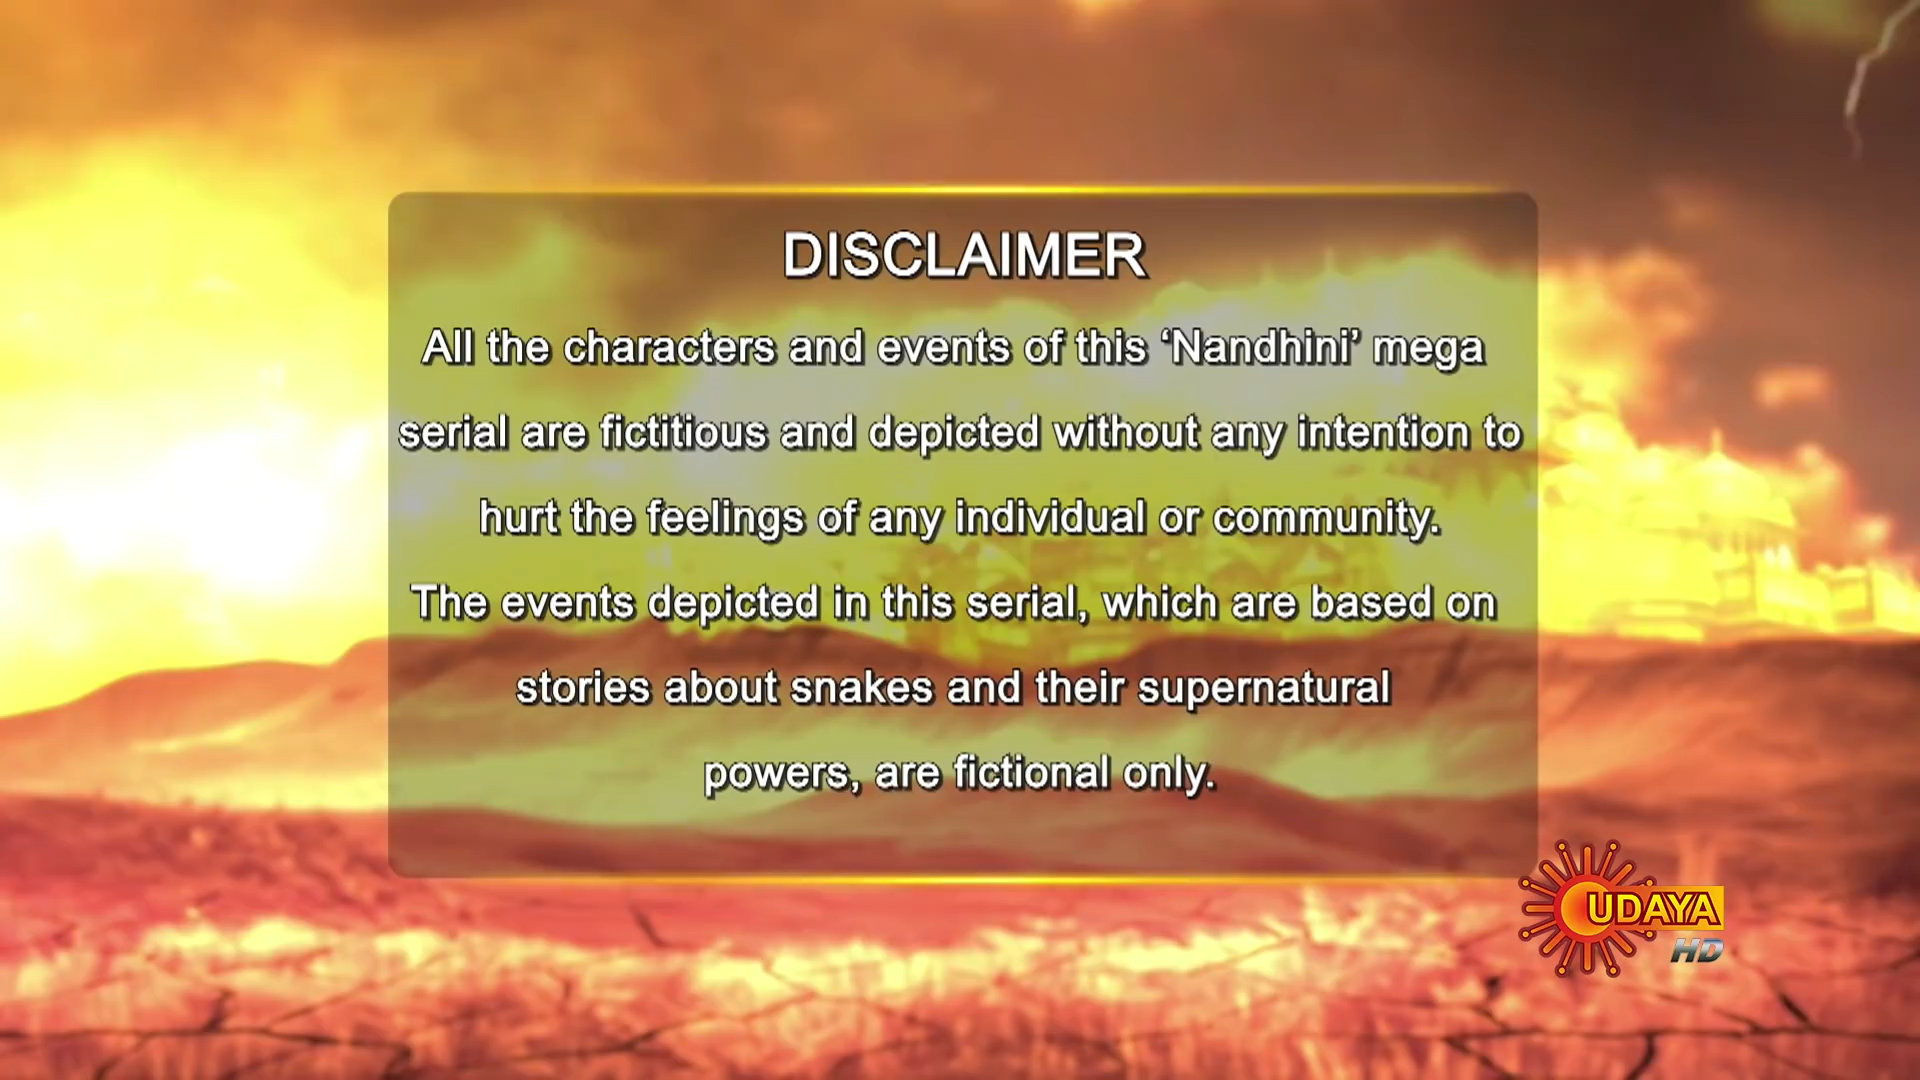 DISCLAIMER
All the characters and events of this ‘Nandhini’ mega
serial are fictitious and depicted without any intention to
hurt the feelings of any individual or community.
The events depicted in this serial, which are based on
stories about snakes and their supernatural
powers, are fictional only.
UDAYA
HD